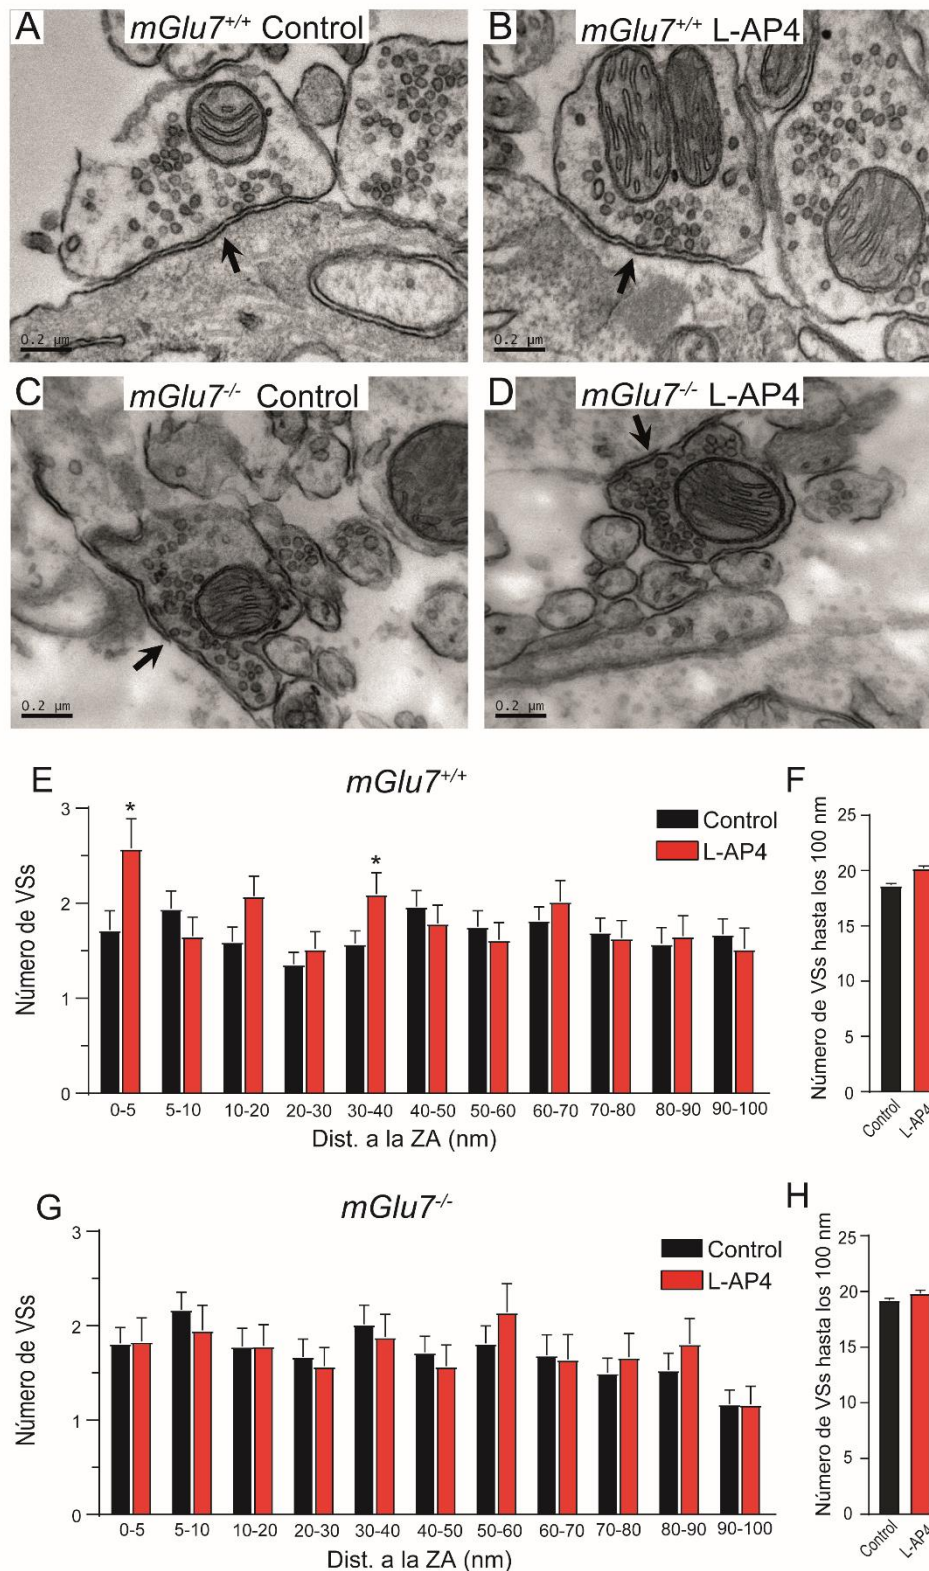 A
mGlu7+/+ Control
B
mGlu7+/+ L-AP4
0.2 µm
0.2 µm
C
mGlu7-/- Control
D
mGlu7-/- L-AP4
0.2 µm
0.2 µm
E
mGlu7+/+
Número de VSs
3
2
1
0
*
*
Control
L-AP4
0-5 5-10 10-20 20-30 30-40 40-50 50-60 60-70 70-80 80-90 90-100
Dist. a la ZA (nm)
F
Número de VSs hasta los 100 nm
25
20
15
10
5
0
Control
L-AP4
G
mGlu7-/-
Número de VSs
3
2
1
0
Control
L-AP4
0-5 5-10 10-20 20-30 30-40 40-50 50-60 60-70 70-80 80-90 90-100
Dist. a la ZA (nm)
H
Número de VSs hasta los 100 nm
25
20
15
10
5
0
Control
L-AP4